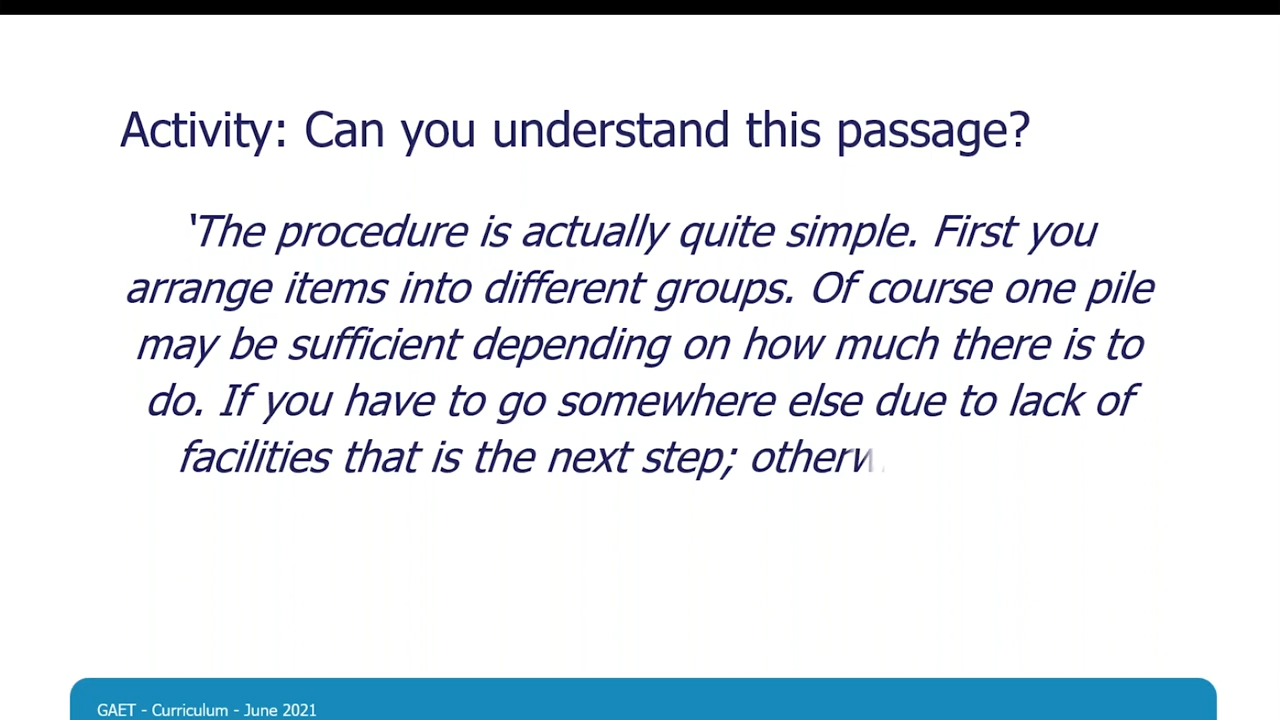 Activity: Can you understand this passage?
‘The procedure is actually quite simple. First you
arrange items into different groups. Of course one pile
may be sufficient depending on how much there is to
do. If you have to go somewhere else due to lack of
facilities that is the next step;
GAET - Curriculum - June 2021